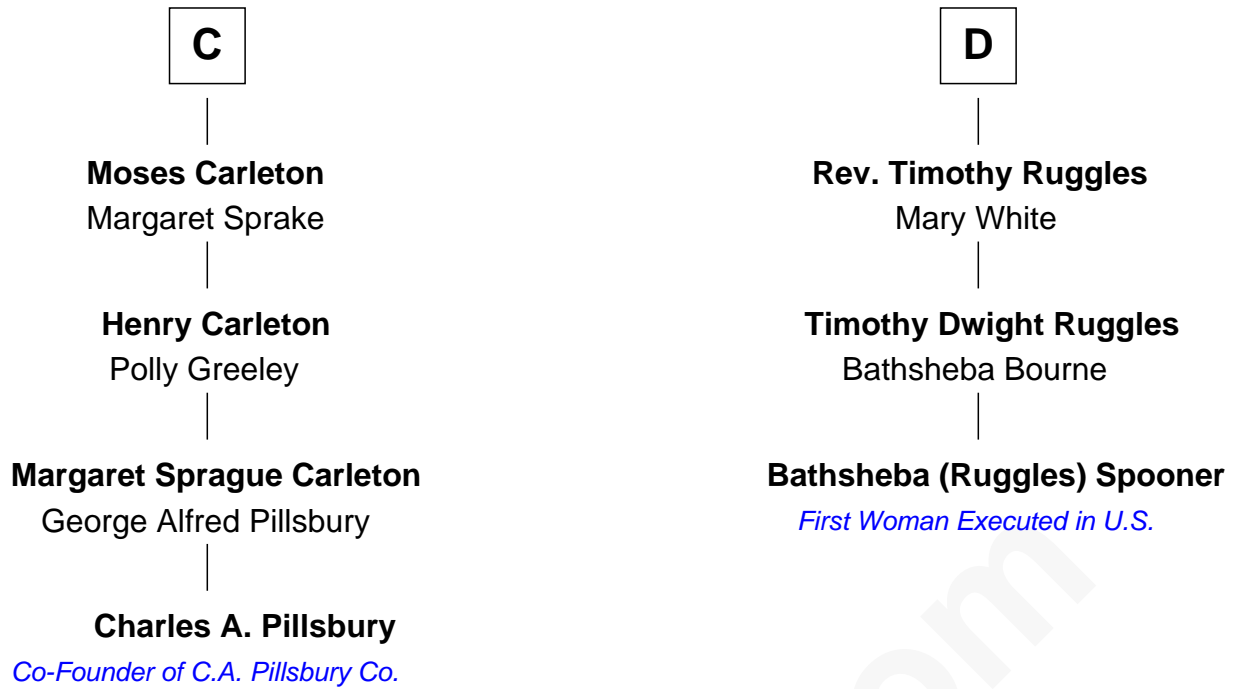 C
Moses Carleton
Margaret Sprake
Henry Carleton
Polly Greeley
Margaret Sprague Carleton
George Alfred Pillsbury
Charles A. Pillsbury
Co-Founder of C.A. Pillsbury Co.
D
Rev. Timothy Ruggles
Mary White
Timothy Dwight Ruggles
Bathsheba Bourne
Bathsheba (Ruggles) Spooner
First Woman Executed in U.S.
om